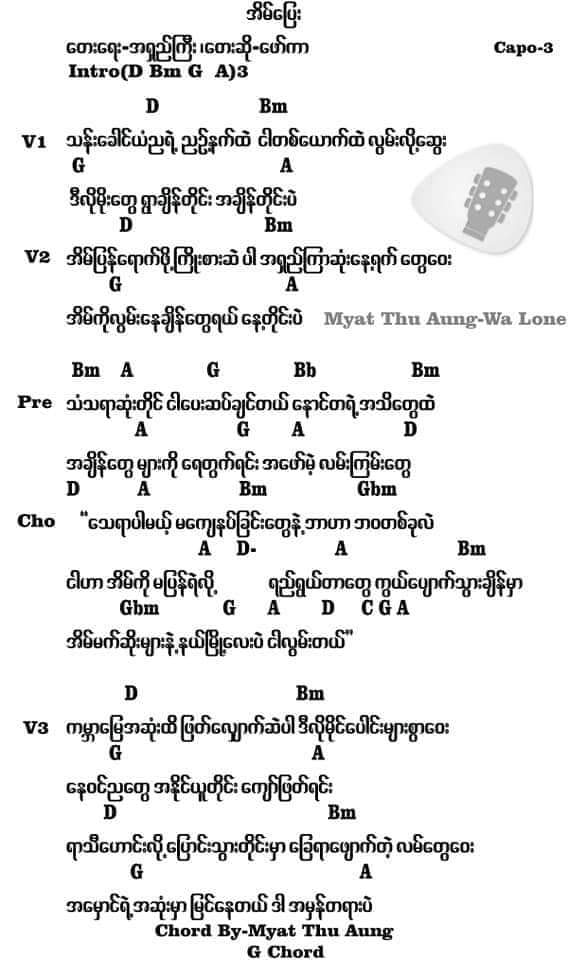 အိမ်ပြေး
တေးရေး-အရှည်ကြီး ၊တေးဆို-ဖော်ကာ Capo-3
Intro(D Bm G A)3
D Bm
V1 သန်းခေါင်ယံညရဲ့ ညဉ့်နက်ထဲ ငါတစ်ယောက်ထဲ လွမ်းလို့ဆွေး
G A
ဒီလိုမိုးတွေ ရွာချိန်တိုင်း အချိန်တိုင်းပဲ
D Bm
V2 အိမ်ပြန်ရောက်ဖို့ကြိုးစားဆဲ ပါ အရှည်ကြာဆုံးနေ့ရက် တွေဝေး
G A
အိမ်ကိုလွမ်းနေချိန်တွေရယ် နေ့တိုင်းပဲ Myat Thu Aung-Wa Lone
Bm A G Bb Bm
Pre သံသရာဆုံးတိုင် ငါပေးဆပ်ချင်တယ် နောင်တရဲ့အသိတွေထဲ
A G A D
အချိန်တွေ များကို ရေတွက်ရင်း အဖော်မဲ့ လမ်းကြမ်းတွေ
D A Bm Gbm
Cho "သေရာပါမယ့် မကျေနပ်ခြင်းတွေနဲ့ဘာဟာ ဘဝတစ်ခုလဲ
A D- A Bm
ငါဟာ အိမ်ကို မပြန်ရဲလို့ ရည်ရွယ်တာတွေ ကွယ်ပျောက်သွားချိန်မှာ
Gbm G A D C G A
အိမ်မက်ဆိုးများနဲ့ နယ်မြို့လေးပဲ ငါလွမ်းတယ်"
D Bm
V3 ကမ္ဘာမြေအဆုံးထိ ဖြတ်လျှောက်ဆဲပါ ဒီလိုမိုင်ပေါင်းများစွာဝေး
G A
နေဝင်ညတွေ အနိုင်ယူတိုင်း ကျော်ဖြတ်ရင်း
D Bm
ရာသီဟောင်းလို့ပြောင်းသွားတိုင်းမှာ ခြေရာဖျောက်တဲ့ လမ်တွေဝေး
G A
အမှောင်ရဲ့အဆုံးမှာ မြင်နေတယ် ဒါ အမှန်တရားပဲ
Chord By-Myat Thu Aung
G Chord